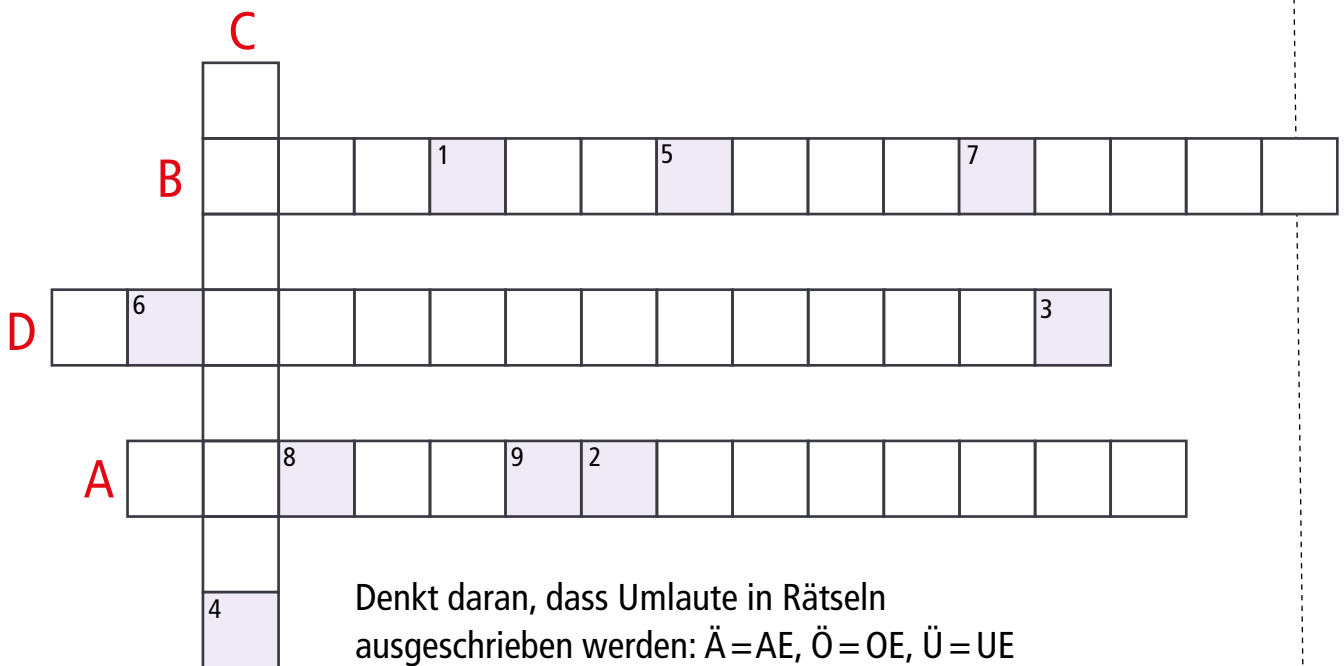 C
B 1 5 7
D 6 3
A 8 9 2
4
Denkt daran, dass Umlaute in Rätseln
ausgeschrieben werden: Ä = AE, Ö = OE, Ü = UE